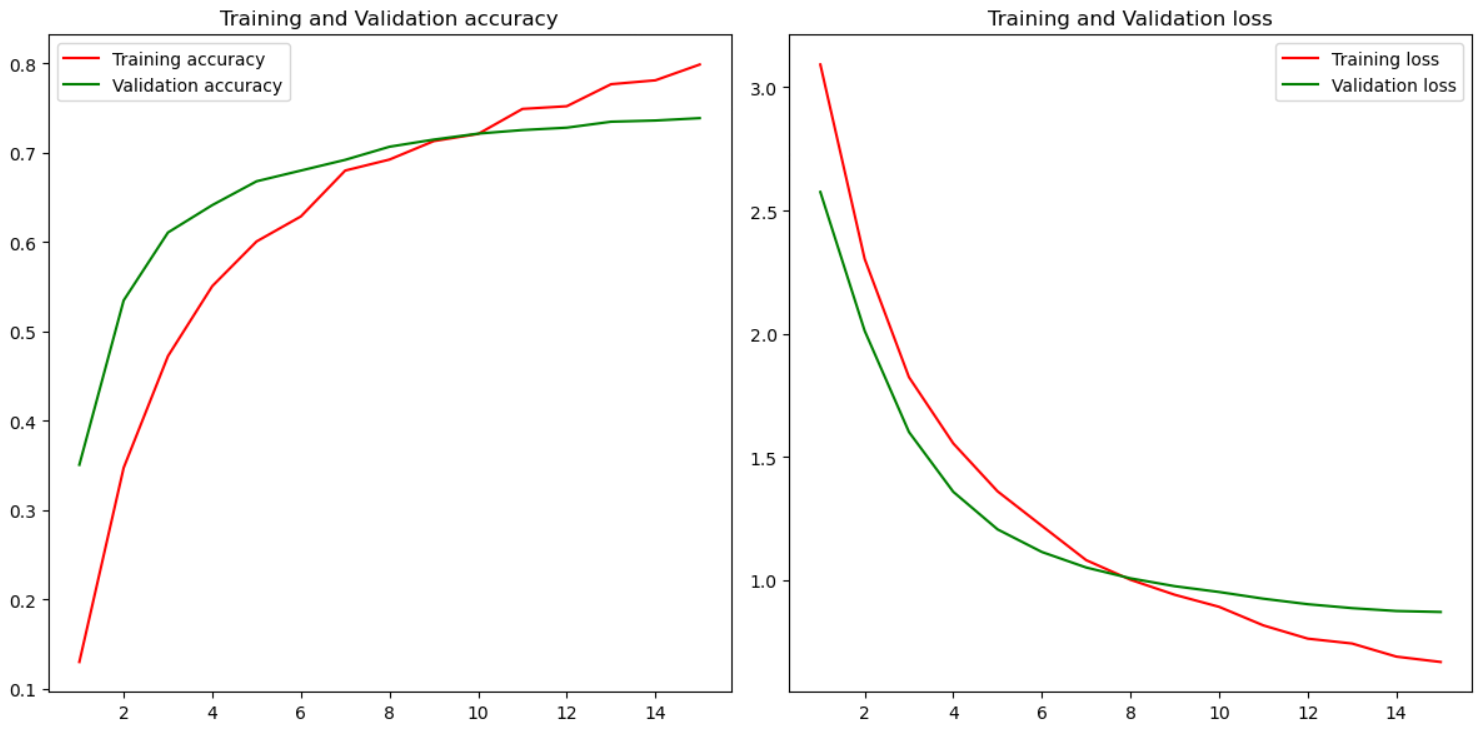 Training and Validation accuracy
Training accuracy
Validation accuracy
0.8
0.7
0.6
0.5
0.4
0.3
0.2
0.1
2 4 6 8 10 12 14
Training and Validation loss
Training loss
Validation loss
3.0
2.5
2.0
1.5
1.0
2 4 6 8 10 12 14